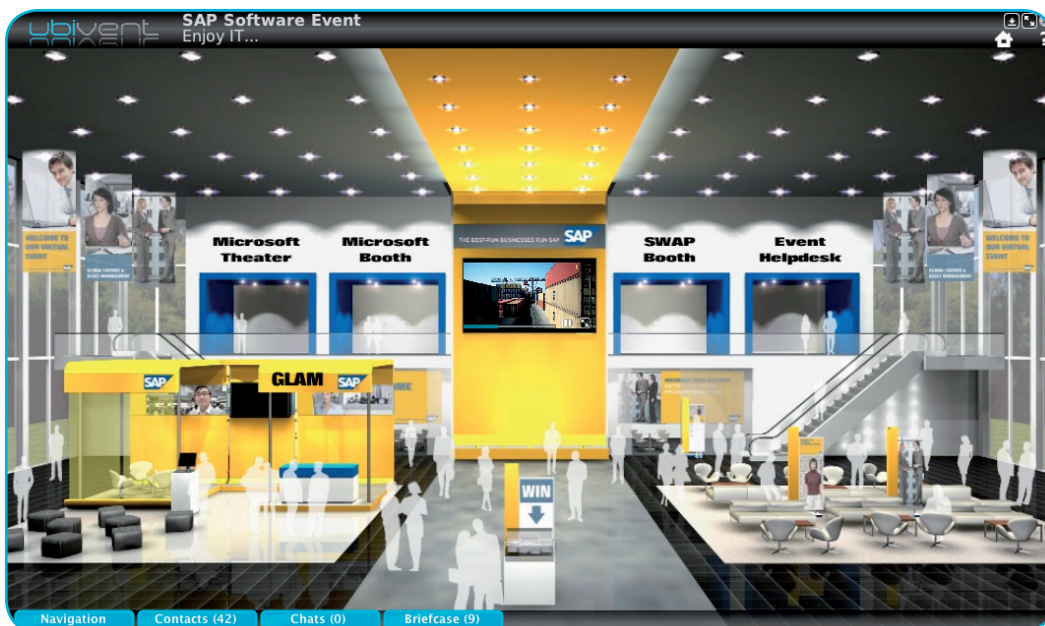 ubivent
SAP Software Event
Enjoy IT...
WELCOME TO
OUR VIRTUAL
EVENT
GLOBAL LIVECYCLE &
Microsoft
Theater
Microsoft
Booth
THE BEST-RUN BUSINESSES RUN SAP
SAP
SWAP
Booth
Event
Helpdesk
WELCOME TO
OUR VIRTUAL
EVENT
SAP
GLAM
SAP
WIN
Navigation
Contacts (42)
Chats (0)
Briefcase (9)